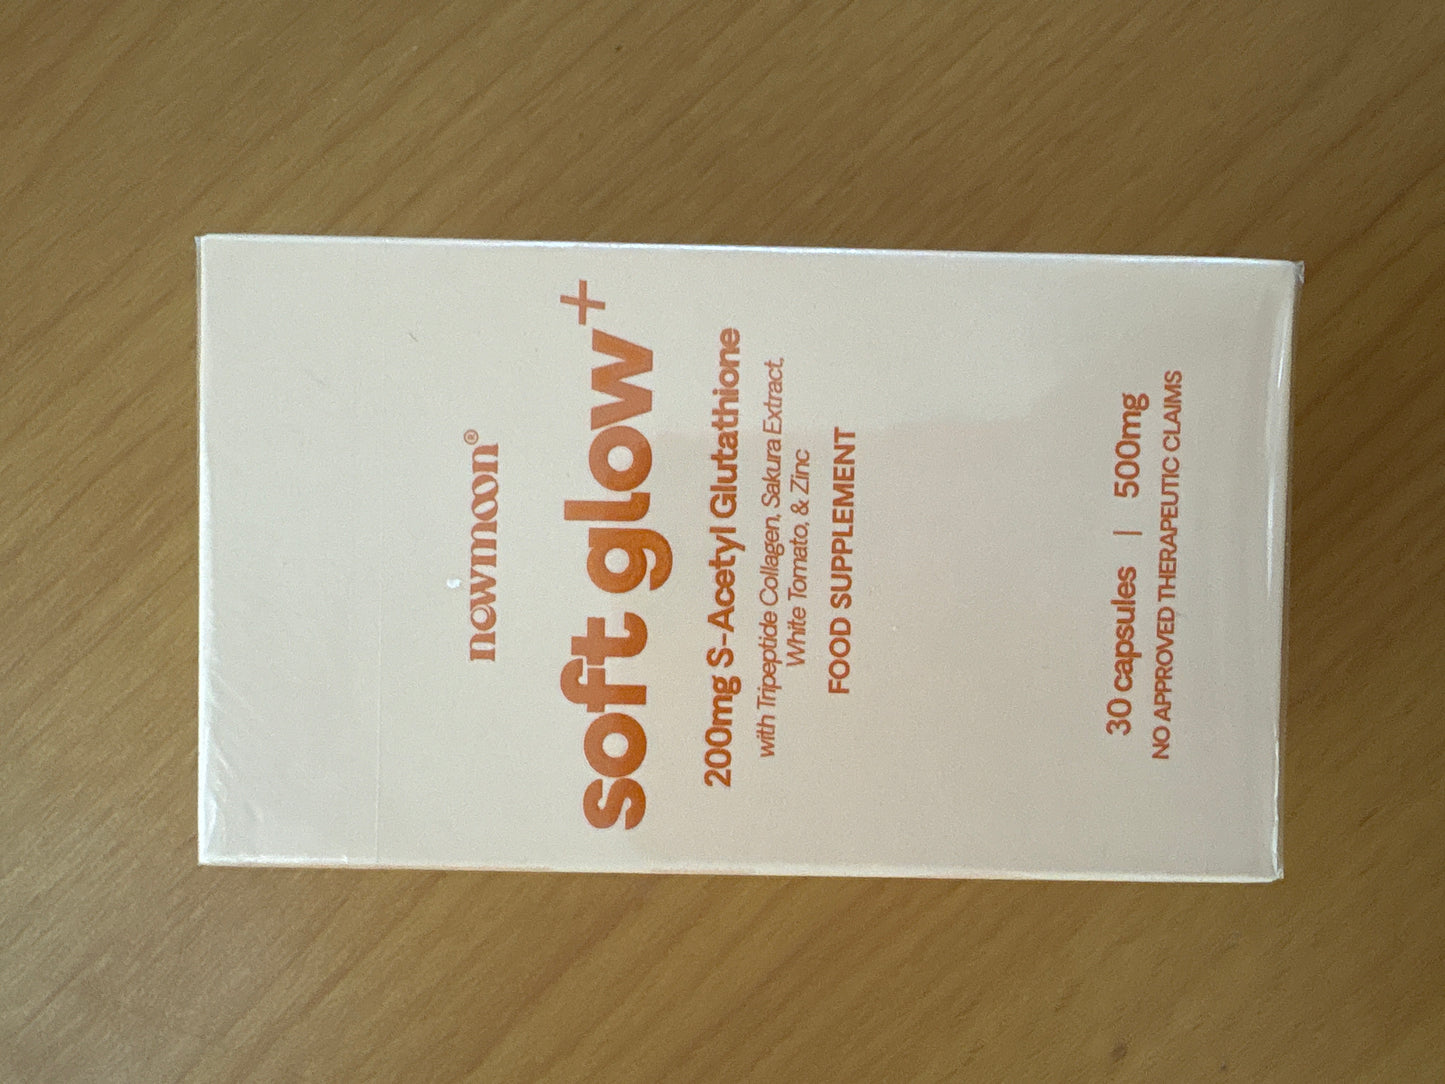 newmoon®
soft glow+
200mg S-Acetyl Glutathione
with Tripeptide Collagen, Sakura Extract,
White Tomato, & Zinc
FOOD SUPPLEMENT
30 capsules | 500mg
NO APPROVED THERAPEUTIC CLAIMS